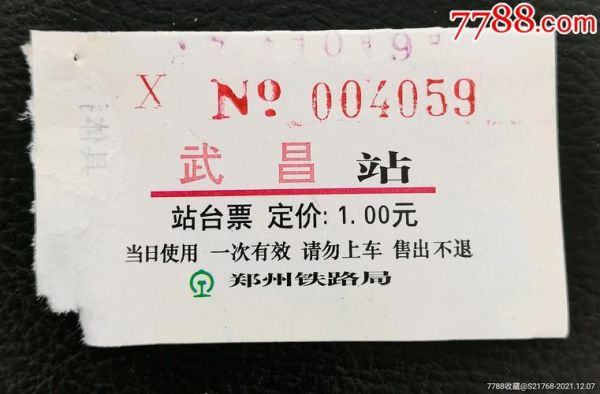 7788.com
X № 004059
武昌站
站台票 定价:1.00元
当日使用 一次有效 请勿上车 售出不退
郑州铁路局
7788收藏@S21768-2021.12.07